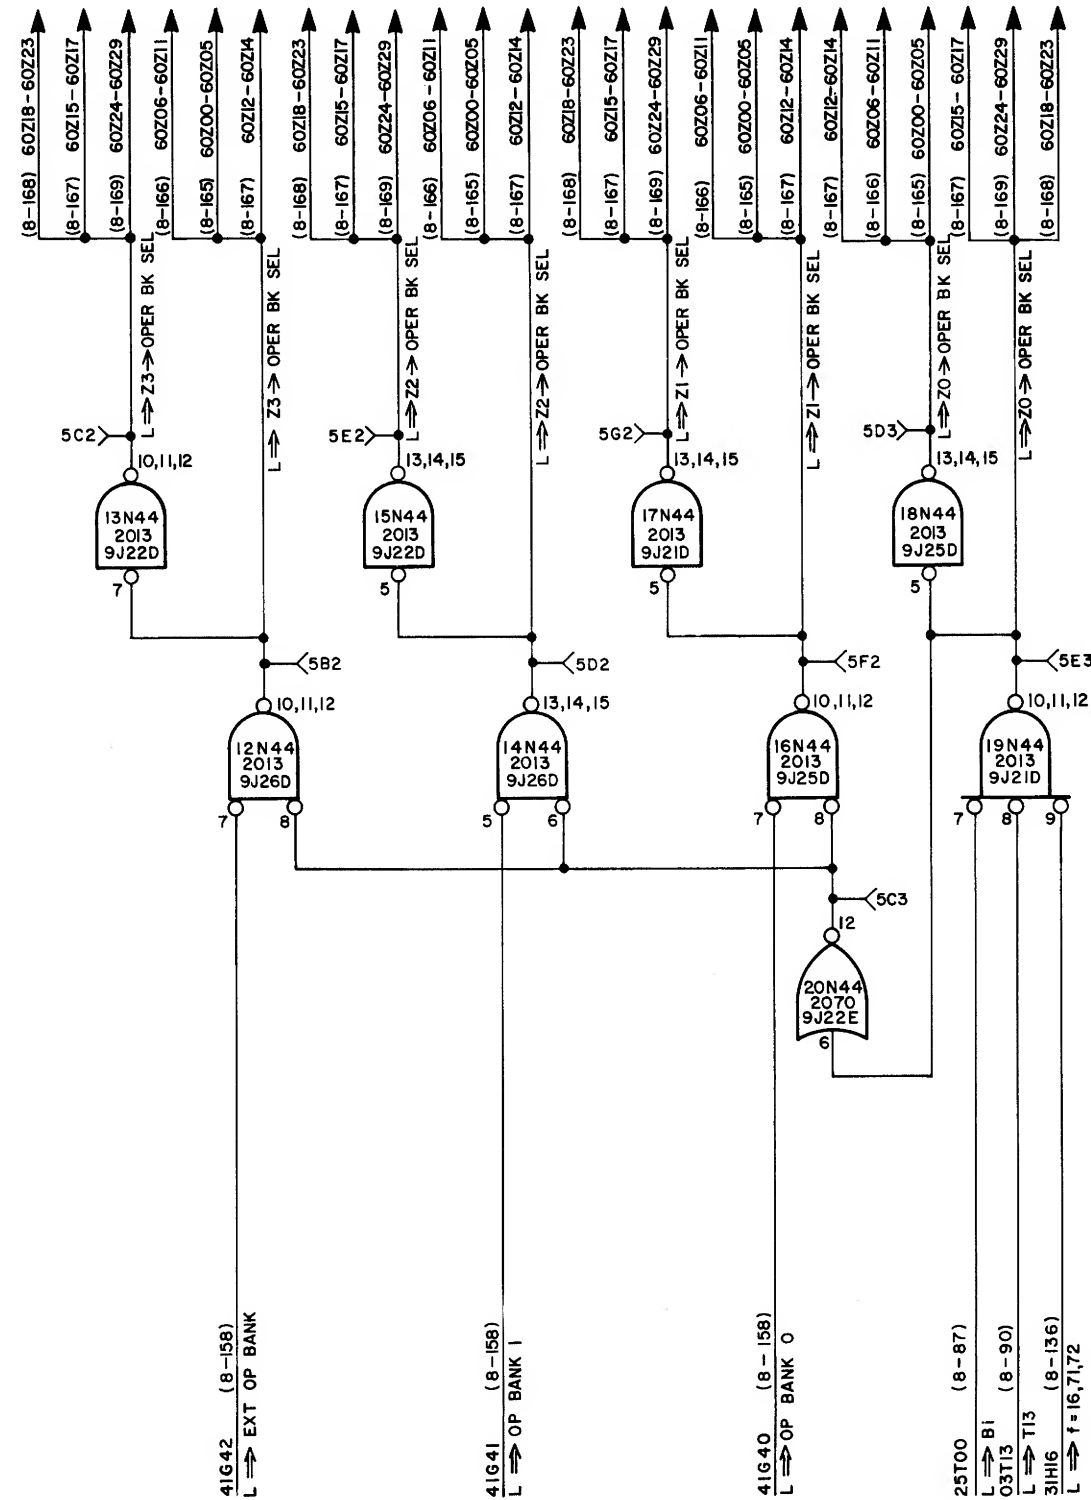 (8-168) 60Z18-60Z23
(8-167) 60Z15-60Z17
(8-169) 60Z24-60Z29
(8-166) 60Z06-60Z11
(8-165) 60Z00-60Z05
(8-167) 60Z12-60Z14
(8-168) 60Z18-60Z23
(8-167) 60Z15-60Z17
(8-169) 60Z24-60Z29
(8-166) 60Z06-60Z11
(8-165) 60Z00-60Z05
(8-167) 60Z12-60Z14
(8-168) 60Z18-60Z23
(8-167) 60Z15-60Z17
(8-169) 60Z24-60Z29
(8-166) 60Z06-60Z11
(8-165) 60Z00-60Z05
(8-167) 60Z12-60Z14
(8-167) 60Z12-60Z14
(8-166) 60Z06-60Z11
(8-165) 60Z00-60Z05
(8-167) 60Z15-60Z17
(8-169) 60Z24-60Z29
(8-168) 60Z18-60Z23
L ⇒ Z3→OPER BK SEL
L ⇒ Z3→OPER BK SEL
L ⇒ Z2→OPER BK SEL
L ⇒ Z2→OPER BK SEL
L ⇒ Z1→OPER BK SEL
L ⇒ Z1→OPER BK SEL
L ⇒ Z0→OPER BK SEL
L ⇒ Z0→OPER BK SEL
5C2
10,11,12
13N44
2013
9J22D
7
5E2
13,14,15
15N44
2013
9J22D
5
5G2
13,14,15
17N44
2013
9J21D
5
5D3
13,14,15
18N44
2013
9J25D
5
5B2
10,11,12
12N44
2013
9J26D
7
8
5D2
13,14,15
14N44
2013
9J26D
5
6
5F2
10,11,12
16N44
2013
9J25D
7
8
5E3
10,11,12
19N44
2013
9J21D
7
8
9
5C3
12
20N44
2070
9J22E
6
41G42 (8-158)
L ⇒ EXT OP BANK
41G41 (8-158)
L ⇒ OP BANK 1
41G40 (8-158)
L ⇒ OP BANK 0
25T00 (8-87)
L ⇒ Bi
03T13 (8-90)
L ⇒ T13
31H16 (8-136)
L ⇒ f=16,71,72